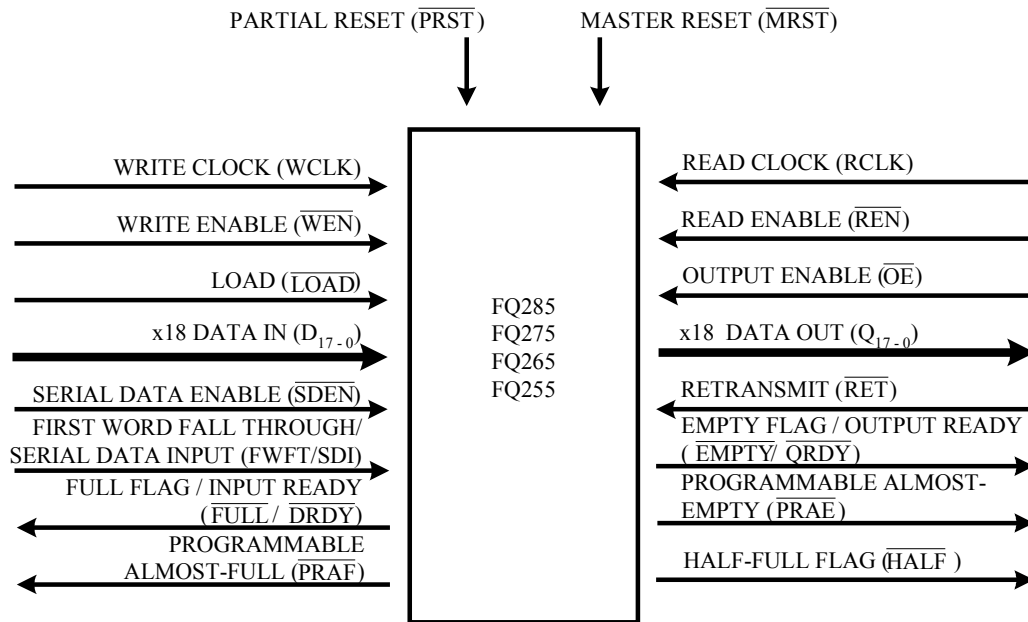 PARTIAL RESET (PRST)
MASTER RESET (MRST)
WRITE CLOCK (WCLK)
WRITE ENABLE (WEN)
LOAD (LOAD)
x18 DATA IN (D17-0)
SERIAL DATA ENABLE (SDEN)
FIRST WORD FALL THROUGH/
SERIAL DATA INPUT (FWFT/SDI)
FULL FLAG / INPUT READY
(FULL / DRDY)
PROGRAMMABLE
ALMOST-FULL (PRAF)
FQ285
FQ275
FQ265
FQ255
READ CLOCK (RCLK)
READ ENABLE (REN)
OUTPUT ENABLE (OE)
x18 DATA OUT (Q17-0)
RETRANSMIT (RET)
EMPTY FLAG / OUTPUT READY
( EMPTY/ QRDY)
PROGRAMMABLE ALMOST-
EMPTY (PRAE)
HALF-FULL FLAG (HALF )